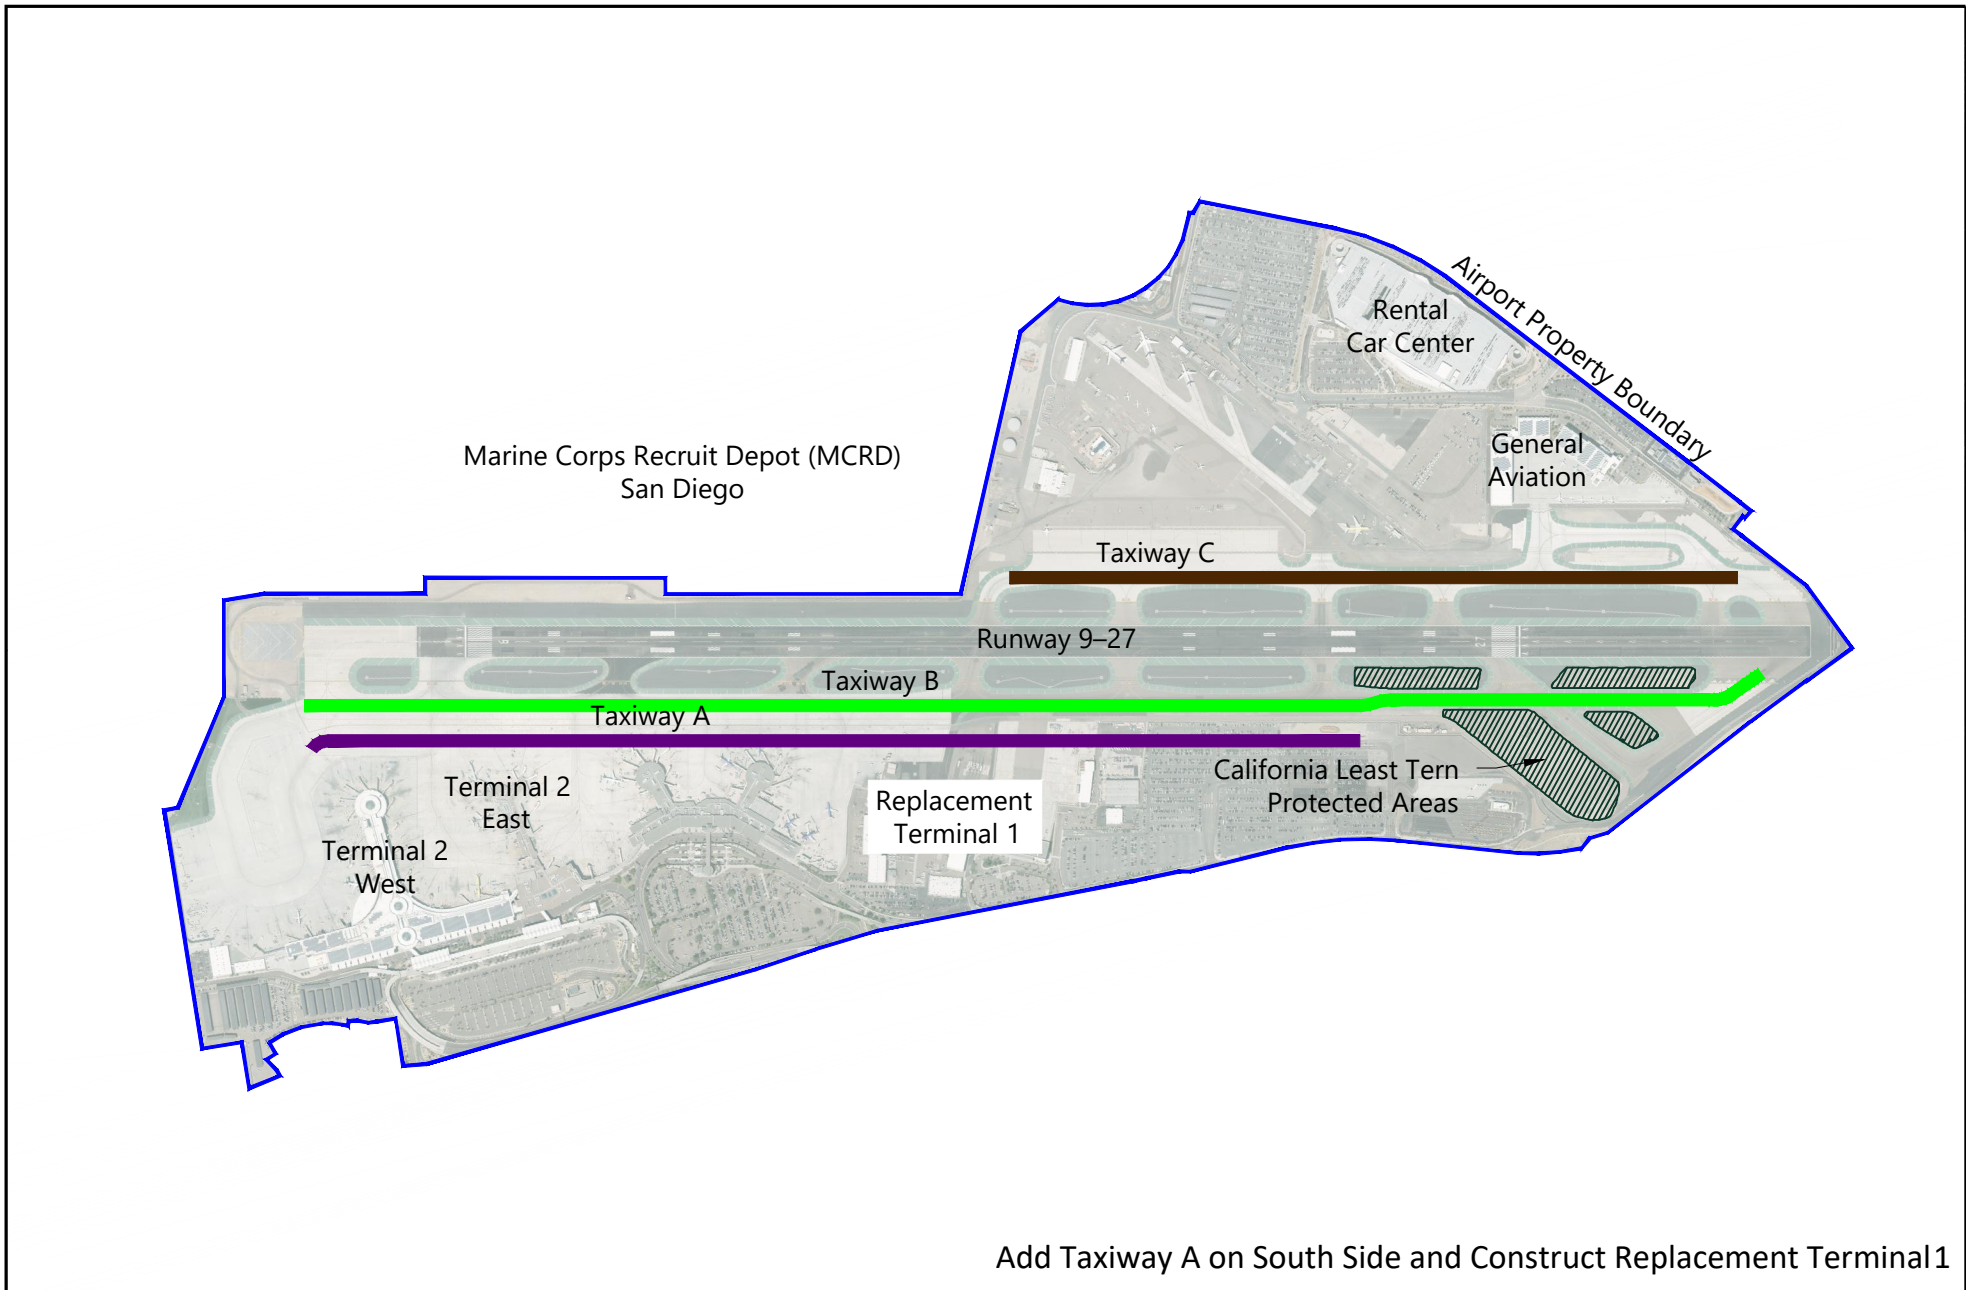 Airport Property Boundary
Rental
Car Center
General
Aviation
Marine Corps Recruit Depot (MCRD)
San Diego
Taxiway C
Runway 9–27
Taxiway B
Taxiway A
California Least Tern
Protected Areas
Terminal 2
East
Replacement
Terminal 1
Terminal 2
West
Add Taxiway A on South Side and Construct Replacement Terminal 1